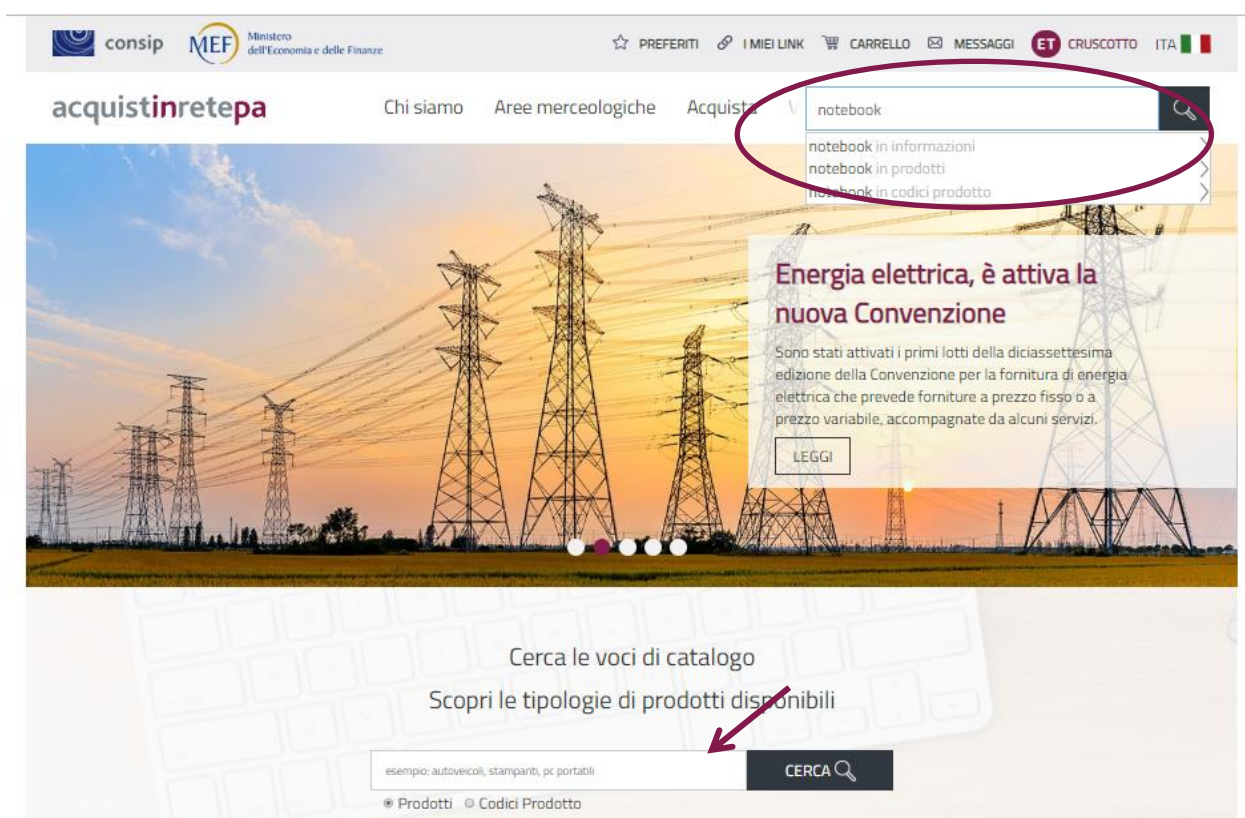 consip MEF Ministero
dell'Economia e delle Finanze
PREFERITI I MIEI LINK CARRELLO MESSAGGI ET CRUSCOTTO ITA
acquistinretepa Chi siamo Aree merceologiche Acquista V
notebook
notebook in informazioni
notebook in prodotti
notebook in codici prodotto
Energia elettrica, è attiva la
nuova Convenzione
Sono stati attivati i primi lotti della diciassettesima
edizione della Convenzione per la fornitura di energia
elettrica che prevede forniture a prezzo fisso o a
prezzo variabile, accompagnate da alcuni servizi.
LEGGI
Cerca le voci di catalogo
Scopri le tipologie di prodotti disponibili
esempio: autoveicoli, stampanti, pc portatili
CERCA
Prodotti Codici Prodotto